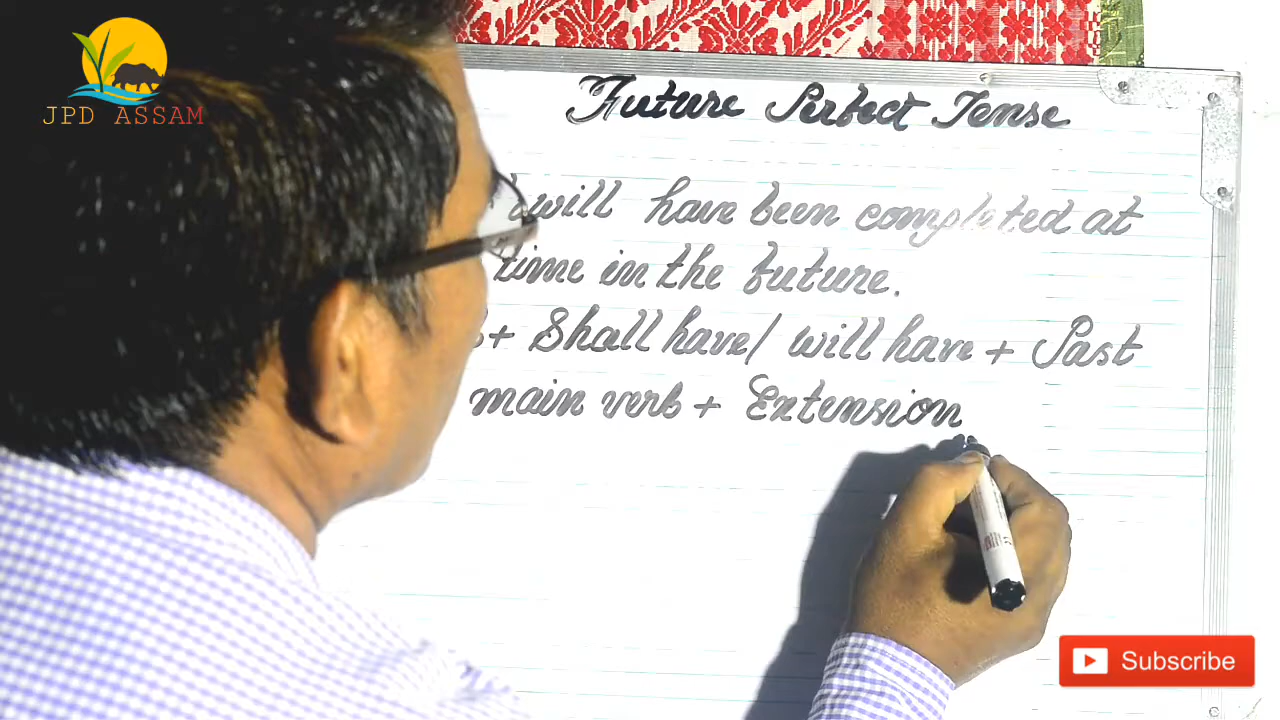 JPD ASSAM
Future Perfect Tense
will have been completed at
time in the future.
+ Shall have/ will have + Past
main verb + Extension
Subscribe